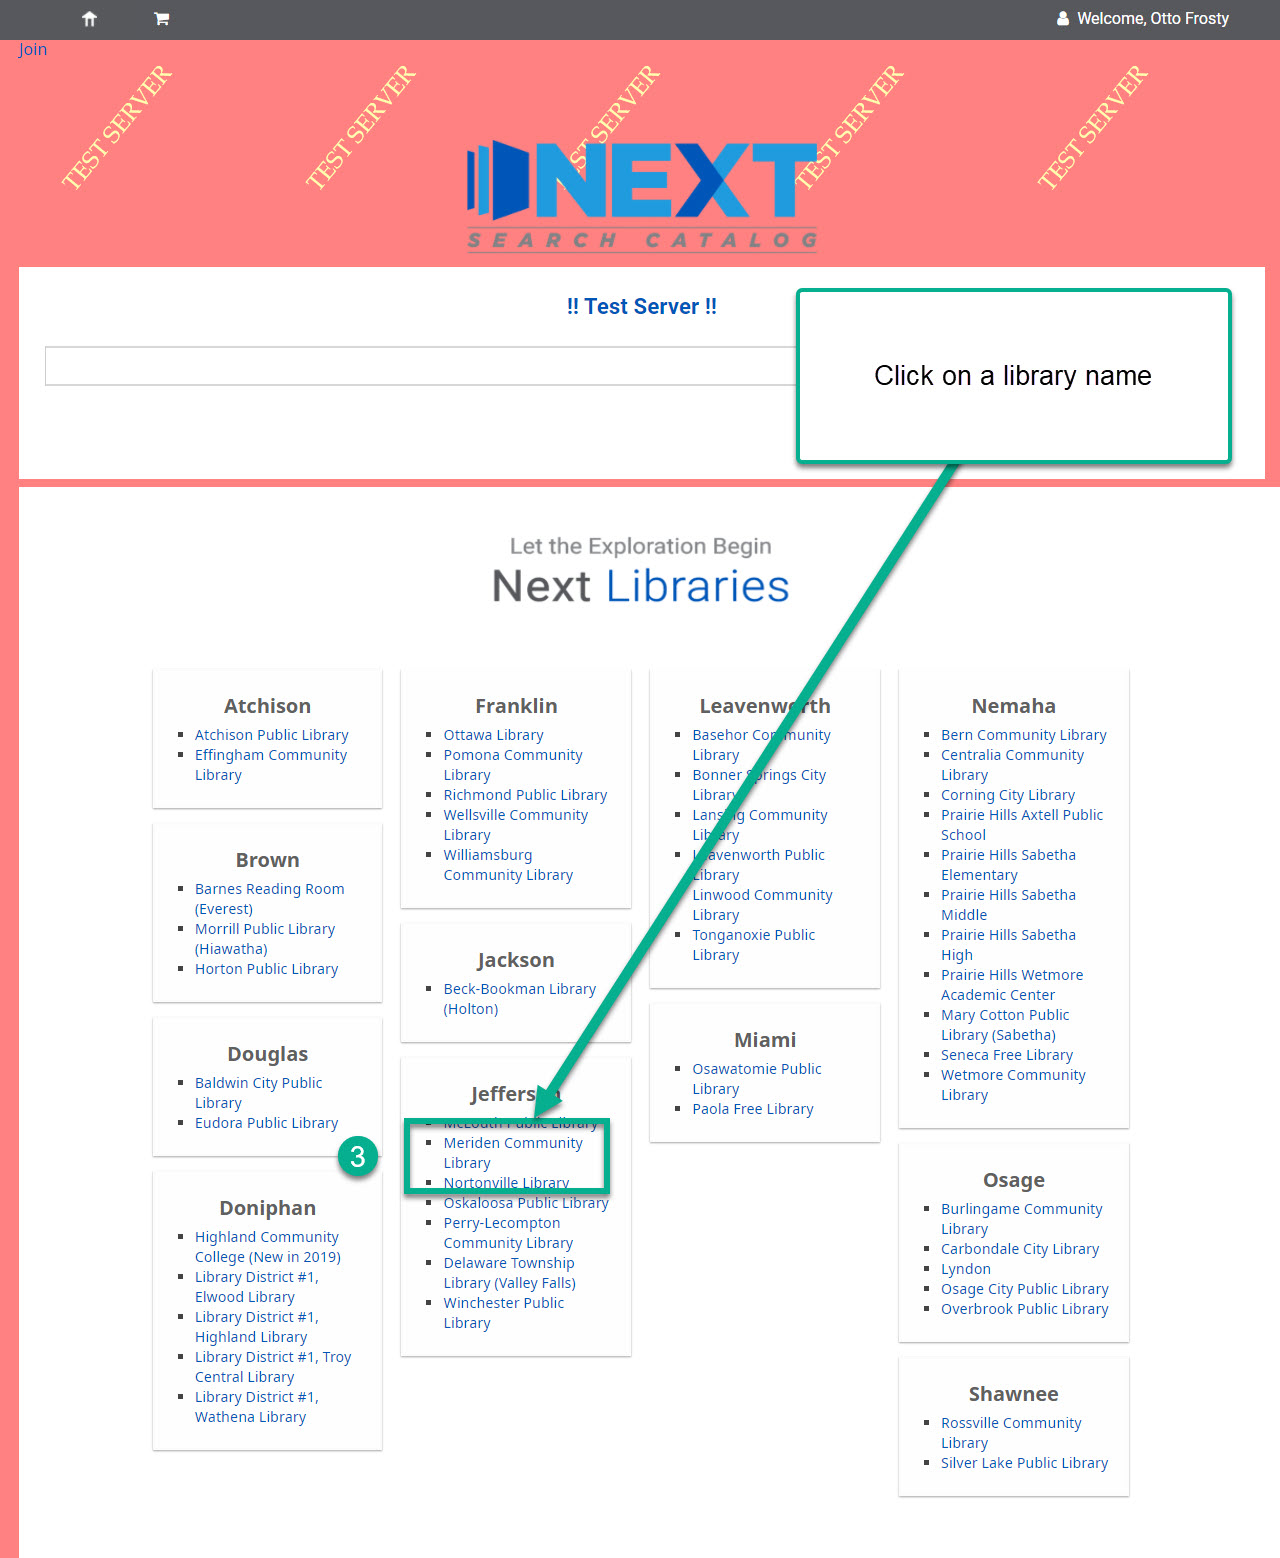 Welcome, Otto Frosty
Join
TEST SERVER
TEST SERVER
TEST SERVER
TEST SERVER
TEST SERVER
NEXT
SEARCH CATALOG
!! Test Server !!
Click on a library name
Let the Exploration Begin
Next Libraries
Atchison
Atchison Public Library
Effingham Community
Library
Brown
Barnes Reading Room
(Everest)
Morrill Public Library
(Hiawatha)
Horton Public Library
Douglas
Baldwin City Public
Library
Eudora Public Library
3
Doniphan
Highland Community
College (New in 2019)
Library District #1,
Elwood Library
Library District #1,
Highland Library
Library District #1, Troy
Central Library
Library District #1,
Wathena Library
Franklin
Ottawa Library
Pomona Community
Library
Richmond Public Library
Wellsville Community
Library
Williamsburg
Community Library
Jackson
Beck-Bookman Library
(Holton)
Jefferson
McLouth Public Library
Meriden Community
Library
Nortonville Library
Oskaloosa Public Library
Perry-Lecompton
Community Library
Delaware Township
Library (Valley Falls)
Winchester Public
Library
Leavenworth
Basehor Community
Library
Bonner Springs City
Library
Lansing Community
Library
Leavenworth Public
Library
Linwood Community
Library
Tonganoxie Public
Library
Miami
Osawatomie Public
Library
Paola Free Library
Nemaha
Bern Community Library
Centralia Community
Library
Corning City Library
Prairie Hills Axtell Public
School
Prairie Hills Sabetha
Elementary
Prairie Hills Sabetha
Middle
Prairie Hills Sabetha
High
Prairie Hills Wetmore
Academic Center
Mary Cotton Public
Library (Sabetha)
Seneca Free Library
Wetmore Community
Library
Osage
Burlingame Community
Library
Carbondale City Library
Lyndon
Osage City Public Library
Overbrook Public Library
Shawnee
Rossville Community
Library
Silver Lake Public Library